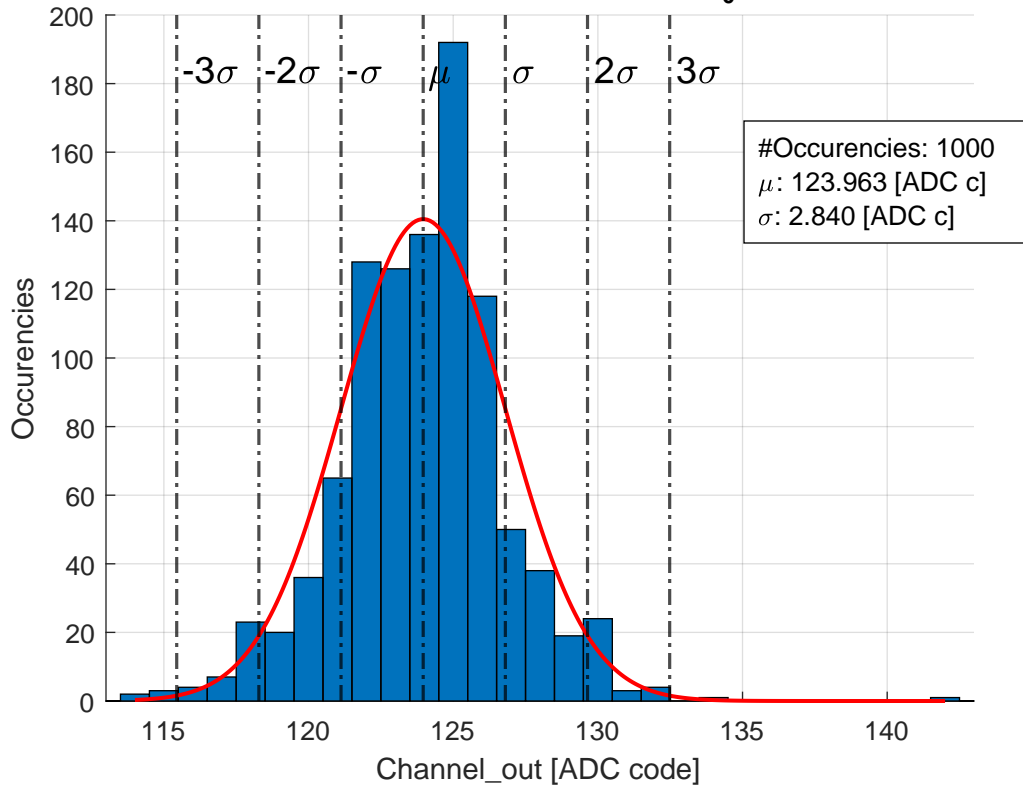 200
180
160
140
120
100
80
60
40
20
0
-3σ -2σ -σ μ σ 2σ 3σ
#Occurencies: 1000
μ: 123.963 [ADC c]
σ: 2.840 [ADC c]
Occurencies
115 120 125 130 135 140
Channel_out [ADC code]